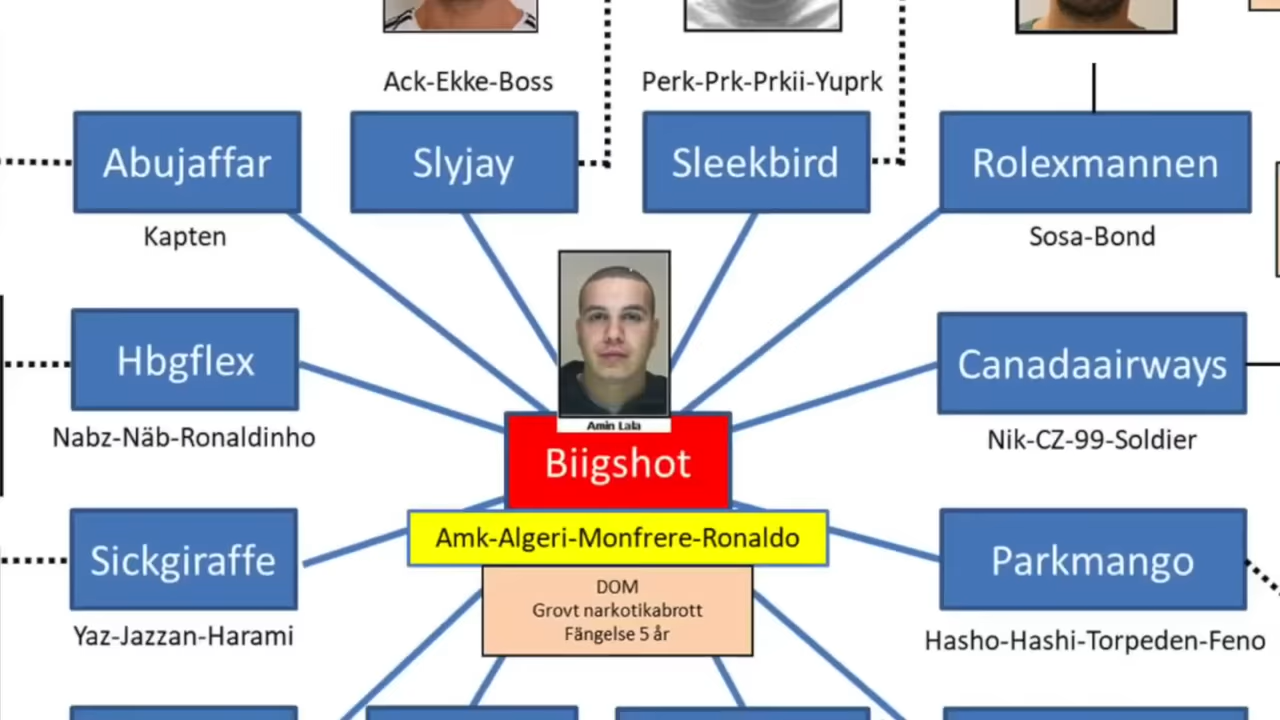 Ack-Ekke-Boss
Perk-Prk-Prkii-Yuprk
Abujaffar
Slyjay
Sleekbird
Rolexmannen
Kapten
Sosa-Bond
Hbgflex
Canadaairways
Amin Lala
Nabz-Näb-Ronaldinho
Nik-CZ-99-Soldier
Biigshot
Amk-Algeri-Monfrere-Ronaldo
Sickgiraffe
Parkmango
DOM
Grovt narkotikabrott
Fängelse 5 år
Yaz-Jazzan-Harami
Hasho-Hashi-Torpeden-Feno